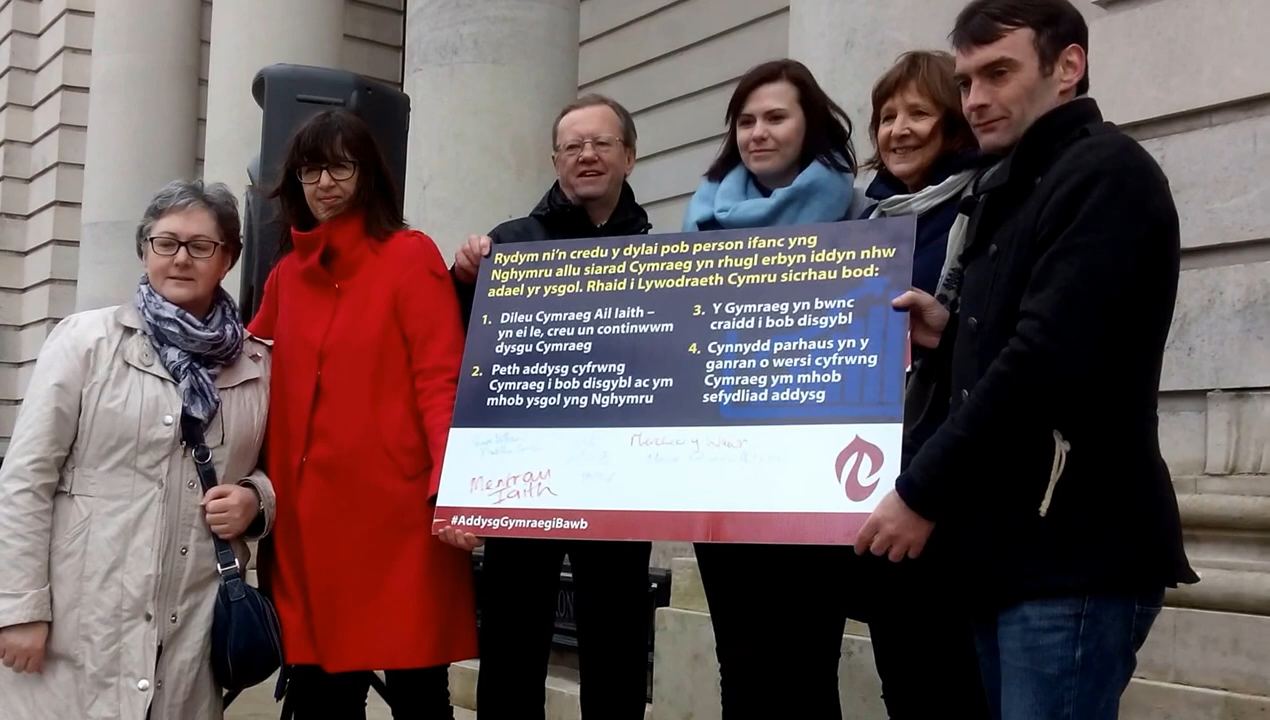 Rydym ni'n credu y dylai pob person ifanc yng
Nghymru allu siarad Cymraeg yn rhugl erbyn iddyn nhw
adael yr ysgol. Rhaid i Lywodraeth Cymru sicrhau bod:
1. Dileu Cymraeg Ail Iaith –
yn ei le, creu un continwwm
dysgu Cymraeg
2. Peth addysg cyfrwng
Cymraeg i bob disgybl ac ym
mhob ysgol yng Nghymru
3. Y Gymraeg yn bwnc
craidd i bob disgybl
4. Cynnydd parhaus yn y
ganran o wersi cyfrwng
Cymraeg ym mhob
sefydliad addysg
Mentrau
Iaith
#AddysgGymraegiBawb